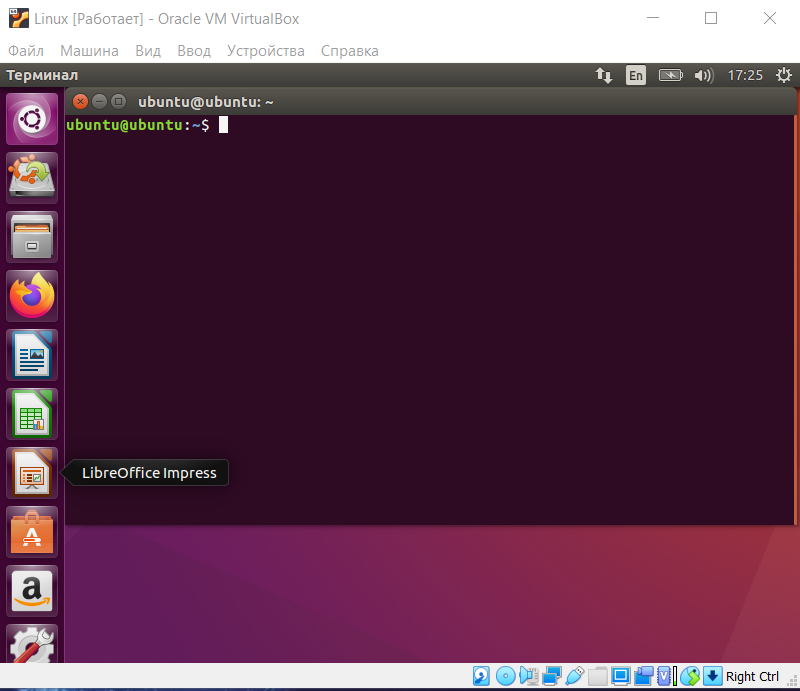 Linux [Работает] - Oracle VM VirtualBox
Файл Машина Вид Ввод Устройства Справка
Терминал En 17:25
ubuntu@ubuntu: ~
ubuntu@ubuntu:~$
LibreOffice Impress
A
a
V
Right Ctrl